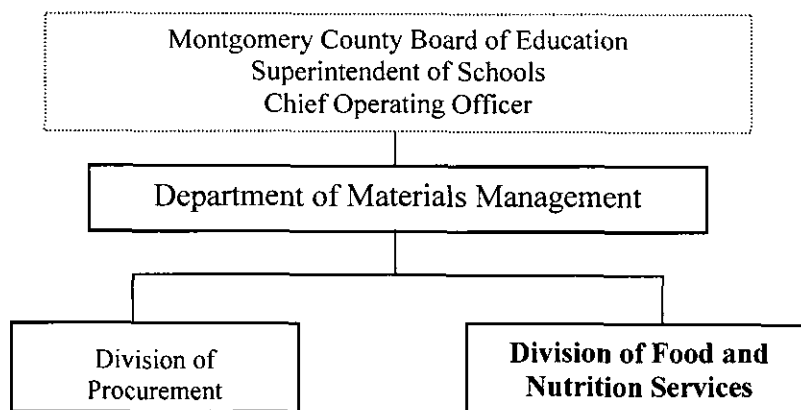 Montgomery County Board of Education
Superintendent of Schools
Chief Operating Officer
Department of Materials Management
Division of
Procurement
Division of Food and
Nutrition Services